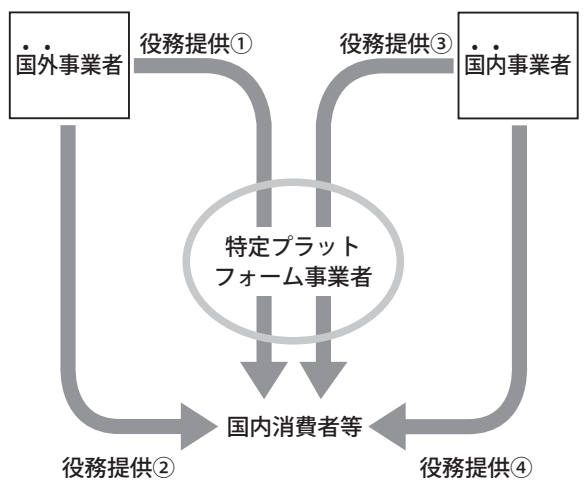 役務提供①
役務提供③
国外事業者
国内事業者
特定プラット
フォーム事業者
国内消費者等
役務提供②
役務提供④